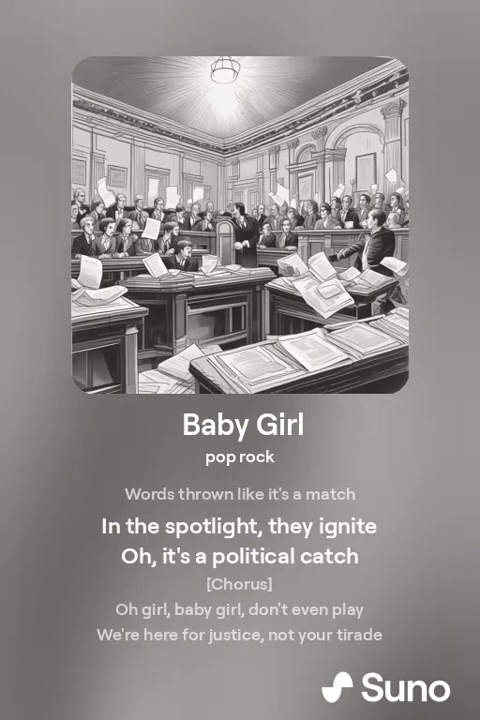 Baby Girl
pop rock
Words thrown like it's a match
In the spotlight, they ignite
Oh, it's a political catch
[Chorus]
Oh girl, baby girl, don't even play
We're here for justice, not your tirade
Suno